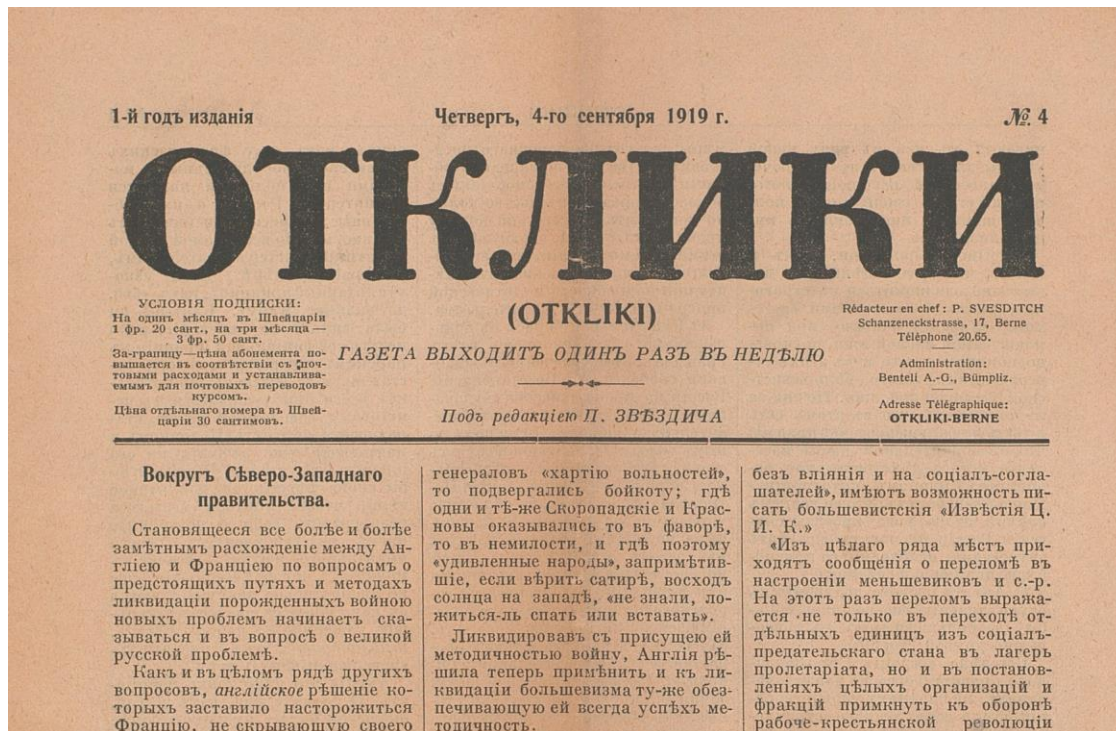 1-й годъ изданія
Четвергъ, 4-го сентября 1919 г.
№ 4
ОТКЛИКИ
УСЛОВІЯ ПОДПИСКИ:
На одинъ мѣсяцъ въ Швейцаріи
1 фр. 20 сант., на три мѣсяца —
3 фр. 50 сант.
За-границу—цѣна абонемента по-
вышается въ соотвѣтствіи съ поч-
товыми расходами и устанавлива-
емымъ для почтовыхъ переводовъ
курсомъ.
Цѣна отдѣльнаго номера въ Швей-
царіи 30 сантимовъ.
(OTKLIKI)
ГАЗЕТА ВЫХОДИТЪ ОДИНЪ РАЗЪ ВЪ НЕДѢЛЮ
Подъ редакціею П. ЗВѢЗДИЧА
Rédacteur en chef : P. SVESDITCH
Schanzeneckstrasse, 17, Berne
Téléphone 20.65.
Administration:
Benteli A.-G., Bümpliz.
Adresse Télégraphique:
OTKLIKI-BERNE
Вокругъ Сѣверо-Западнаго
правительства.
Становящееся все болѣе и болѣе
замѣтнымъ расхожденіе между Ан-
гліею и Франціею по вопросамъ о
предстоящихъ путяхъ и методахъ
ликвидаціи порожденныхъ войною
новыхъ проблемъ начинаетъ ска-
зываться и въ вопросѣ о великой
русской проблемѣ.
Какъ и въ цѣломъ рядѣ другихъ
вопросовъ, англійское рѣшеніе ко-
торыхъ заставило насторожиться
Францію, не скрывающую своего
генераловъ «хартію вольностей»,
то подвергались бойкоту; гдѣ
одни и тѣ-же Скоропадскіе и Крас-
новы оказывались то въ фаворѣ,
то въ немилости, и гдѣ поэтому
«удивленные народы», запримѣтив-
шіе, если вѣрить сатирѣ, восходъ
солнца на западѣ, «не знали, ло-
житься-ль спать или вставать».
Ликвидировавъ съ присущею ей
методичностью войну, Англія рѣ-
шила теперь примѣнить и къ ли-
квидаціи большевизма ту-же обез-
печивающую ей всегда успѣхъ ме-
тодичность.
безъ вліянія и на соціалъ-согла-
шателей», имѣютъ возможность пи-
сать большевистскія «Извѣстія Ц.
И. К.»
«Изъ цѣлаго ряда мѣстъ при-
ходятъ сообщенія о переломѣ въ
настроеніи меньшевиковъ и с.-р.
На этотъ разъ переломъ выража-
ется не только въ переходѣ от-
дѣльныхъ единицъ изъ соціалъ-
предательскаго стана въ лагерь
пролетаріата, но и въ постанов-
леніяхъ цѣлыхъ организацій и
фракцій примкнуть къ оборонѣ
рабоче-крестьянской революціи